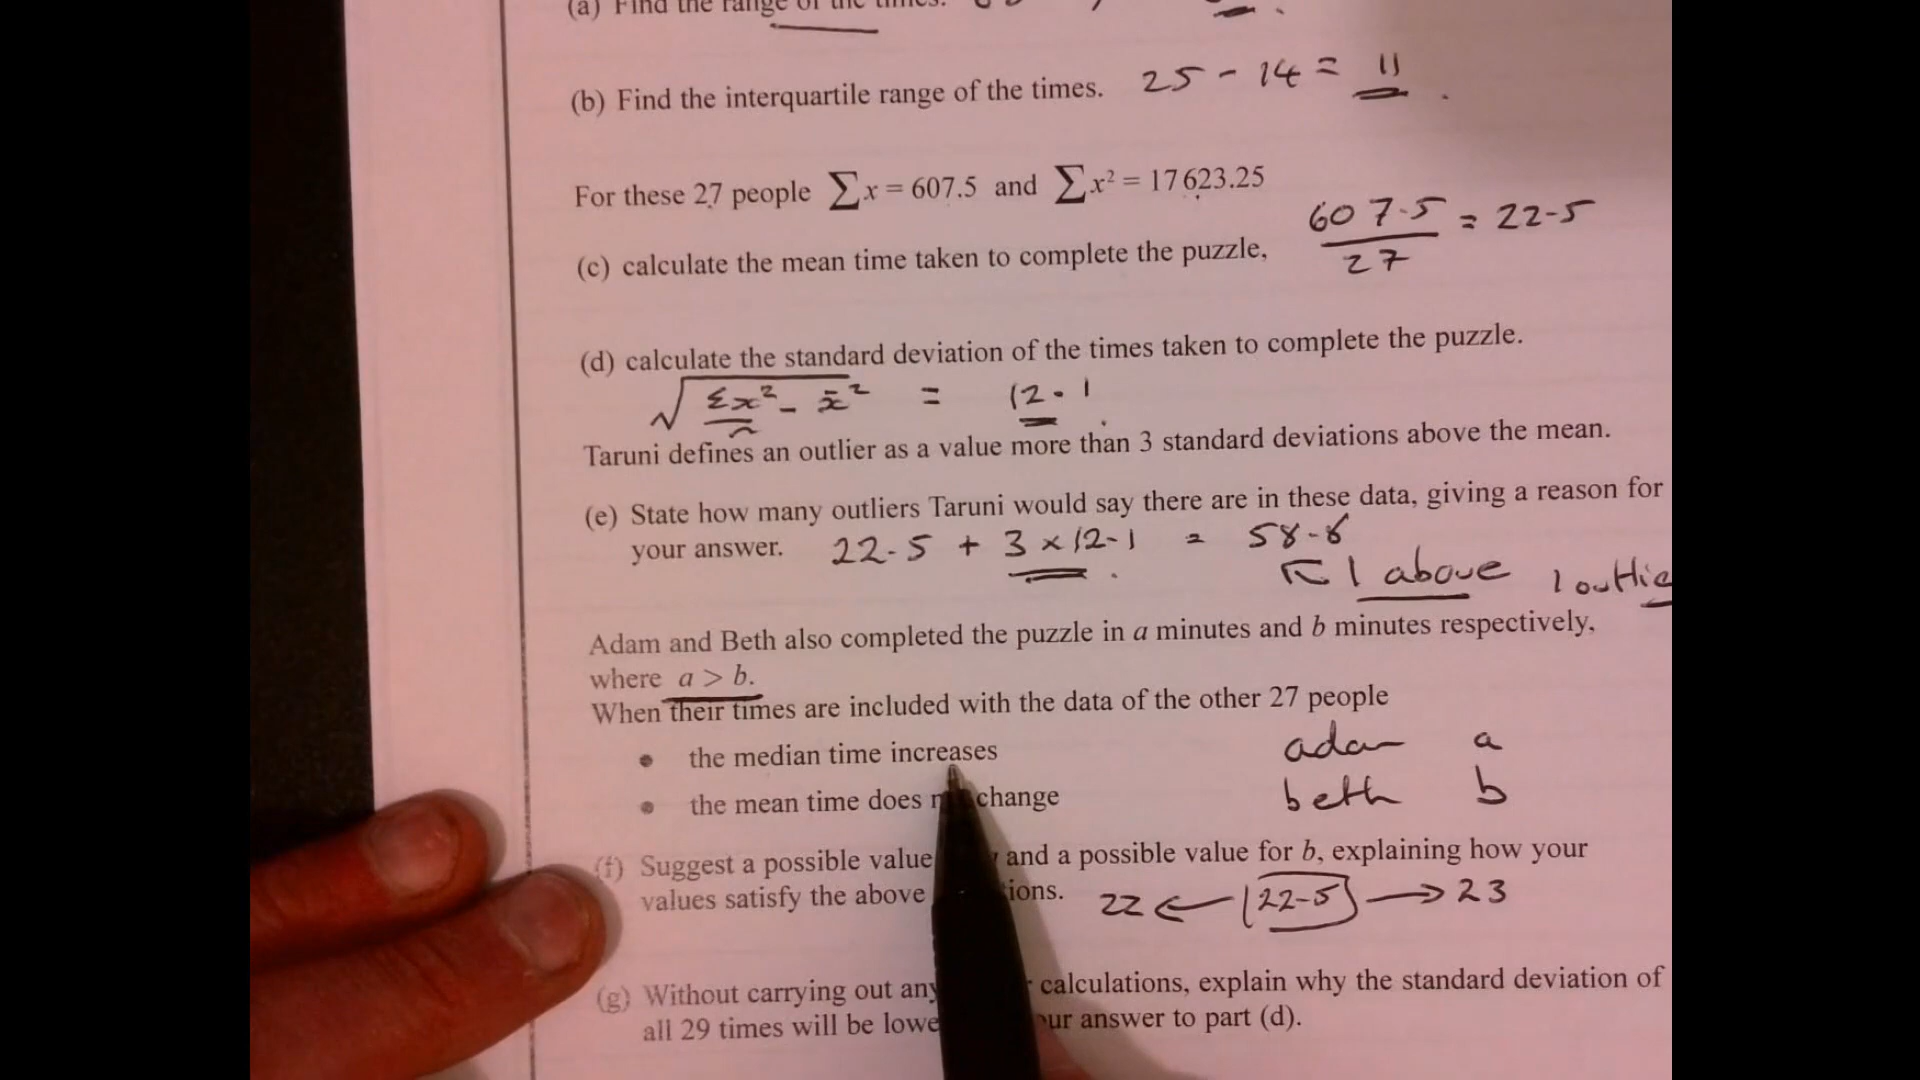 (a) Find the range of the times.
(b) Find the interquartile range of the times. 25 - 14 = 11
For these 27 people ∑x = 607.5 and ∑x² = 17623.25
(c) calculate the mean time taken to complete the puzzle, 607.5 / 27 = 22.5
(d) calculate the standard deviation of the times taken to complete the puzzle.
√ Σx²/n - x̄² = 12.1
Taruni defines an outlier as a value more than 3 standard deviations above the mean.
(e) State how many outliers Taruni would say there are in these data, giving a reason for
your answer. 22.5 + 3 × 12.1 = 58.8
1 above 1 outlie
Adam and Beth also completed the puzzle in a minutes and b minutes respectively,
where a > b.
When their times are included with the data of the other 27 people
• the median time increases
adam a
• the mean time does change
beth b
(f) Suggest a possible value and a possible value for b, explaining how your
values satisfy the above ions. 22 ← 22.5 → 23
(g) Without carrying out any calculations, explain why the standard deviation of
all 29 times will be lowe ur answer to part (d).